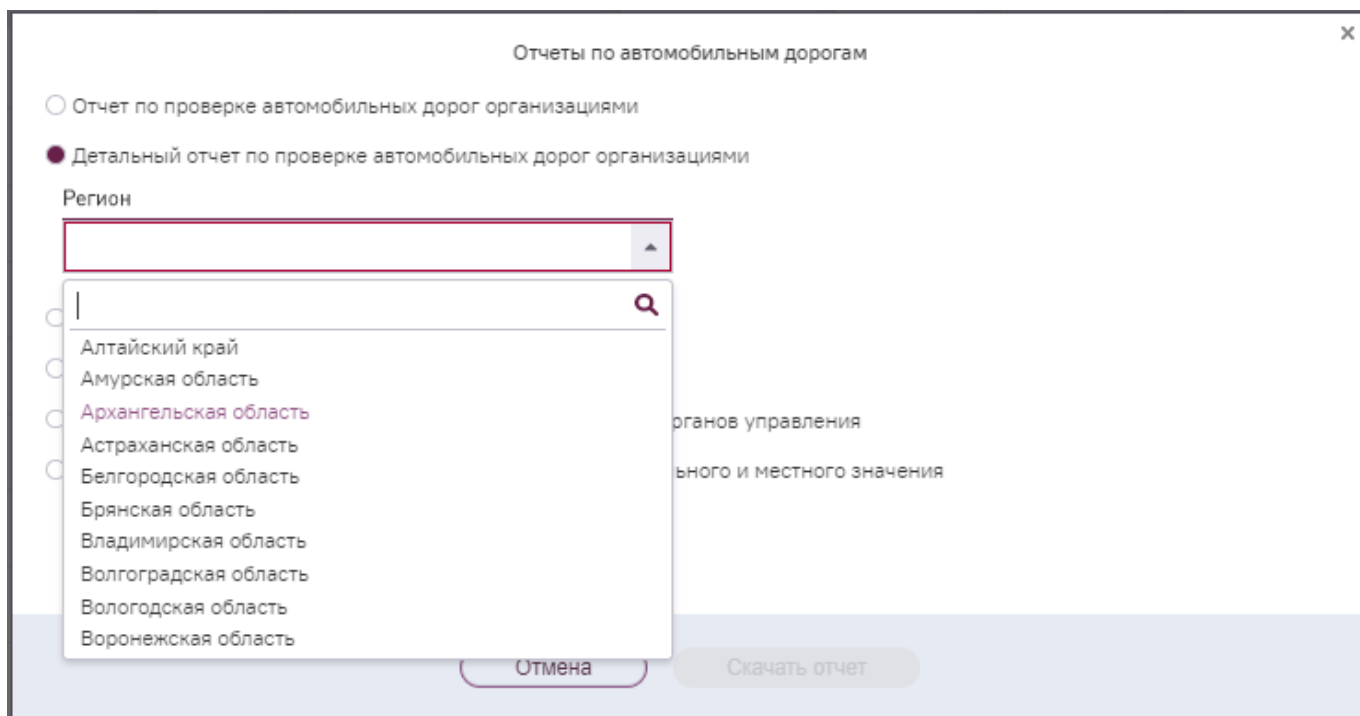 Отчеты по автомобильным дорогам
Отчет по проверке автомобильных дорог организациями
Детальный отчет по проверке автомобильных дорог организациями
Регион
Алтайский край
Амурская область
Архангельская область
органов управления
Астраханская область
Белгородская область
ьного и местного значения
Брянская область
Владимирская область
Волгоградская область
Вологодская область
Воронежская область
Отмена
Скачать отчет